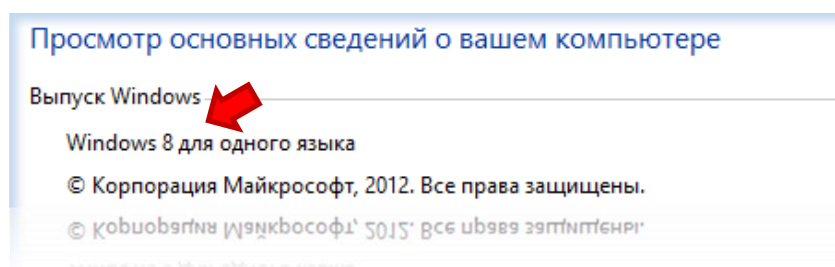 Просмотр основных сведений о вашем компьютере
Выпуск Windows
Windows 8 для одного языка
© Корпорация Майкрософт, 2012. Все права защищены.